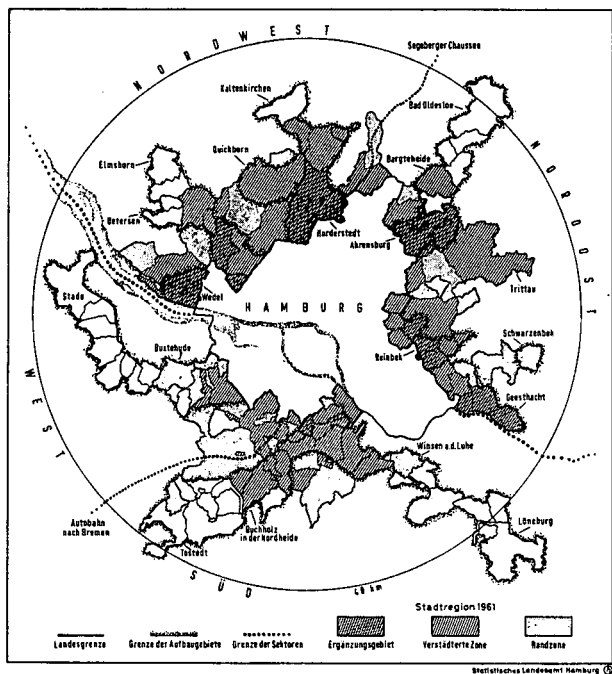 NORDWEST
Segeberger Chaussee
Kaltenkirchen
Bad Oldesloe
NORDOST
Quickborn
Bargteheide
Elmshorn
Uetersen
Norderstedt
Ahrensburg
Trittau
Stade
Wedel
HAMBURG
Buxtehude
Schwarzenbek
Reinbek
WEST
Geesthacht
Winsen a.d. Luhe
Autobahn
nach Bremen
Buchholz
in der Nordheide
Lüneburg
Tostedt
SÜD
40 km
Stadtregion 1961
Landesgrenze
Grenze der Aufbaugebiete
Grenze der Sektoren
Ergänzungsgebiet
Verstädterte Zone
Randzone
Statistisches Landesamt Hamburg